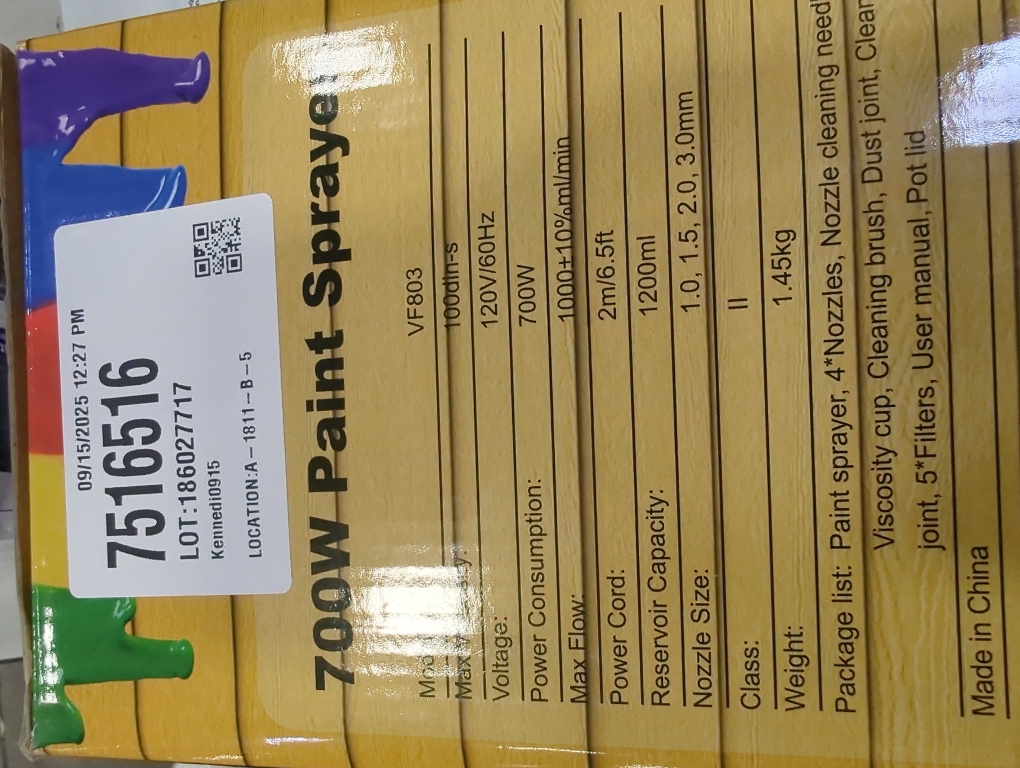 09/15/2025 12:27 PM
7516516
LOT:186027717
Kennedi0915
LOCATION:A-1811-B-5
700W Paint Sprayer
VF803
100din-s
Voltage: 120V/60Hz
Power Consumption: 700W
Max Flow: 1000±10%ml/min
Power Cord: 2m/6.5ft
Reservoir Capacity: 1200ml
Nozzle Size: 1.0, 1.5, 2.0, 3.0mm
Class: II
Weight: 1.45kg
Package list: Paint sprayer, 4*Nozzles, Nozzle cleaning
Viscosity cup, Cleaning brush, Dust joint,
joint, 5*Filters, User manual, Pot lid
Made in China